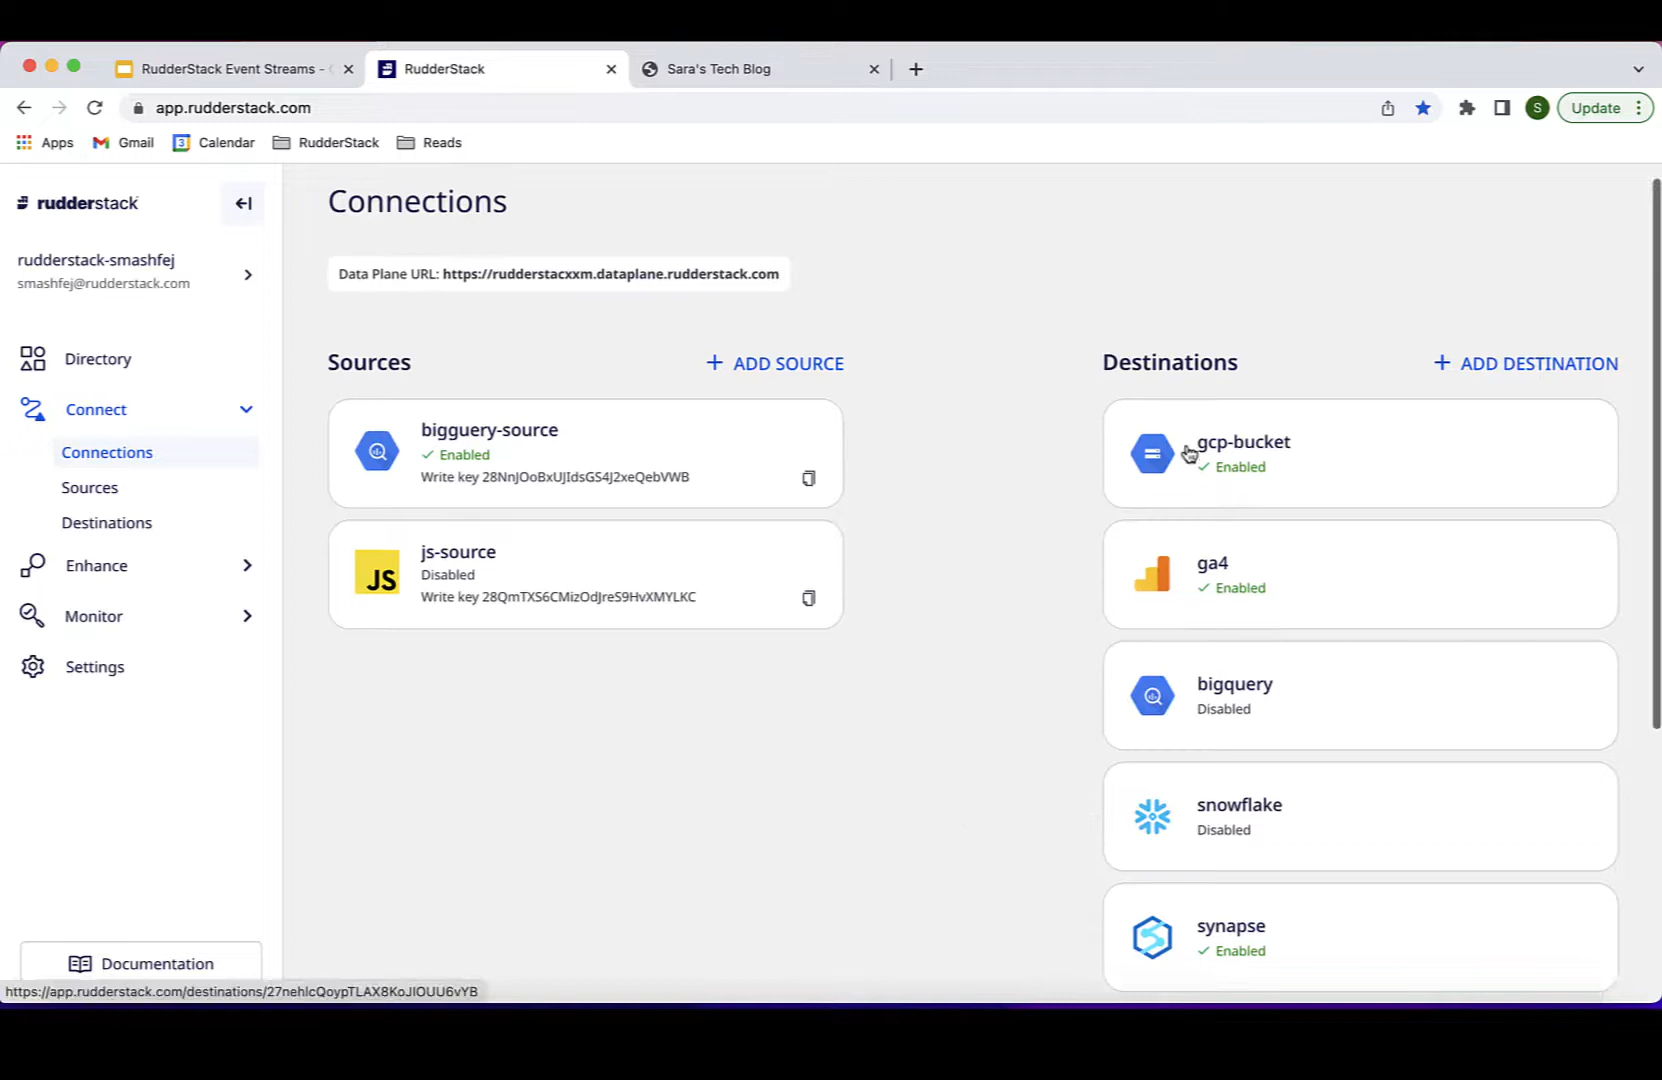 RudderStack Event Streams -
RudderStack
Sara's Tech Blog
app.rudderstack.com
S
Update
Apps
Gmail
3
Calendar
RudderStack
Reads
rudderstack
rudderstack-smashfej
smashfej@rudderstack.com
Directory
Connect
Connections
Sources
Destinations
Enhance
Monitor
Settings
Documentation
https://app.rudderstack.com/destinations/27nehlcQoypTLAX8KoJIOUU6vYB
Connections
Data Plane URL: https://rudderstacxxm.dataplane.rudderstack.com
Sources
+ ADD SOURCE
bigguery-source
Enabled
Write key 28NnJOoBxUJIdsGS4J2xeQebVWB
JS
js-source
Disabled
Write key 28QmTXS6CMizOdJreS9HvXMYLKC
Destinations
+ ADD DESTINATION
gcp-bucket
Enabled
ga4
Enabled
bigquery
Disabled
snowflake
Disabled
synapse
Enabled